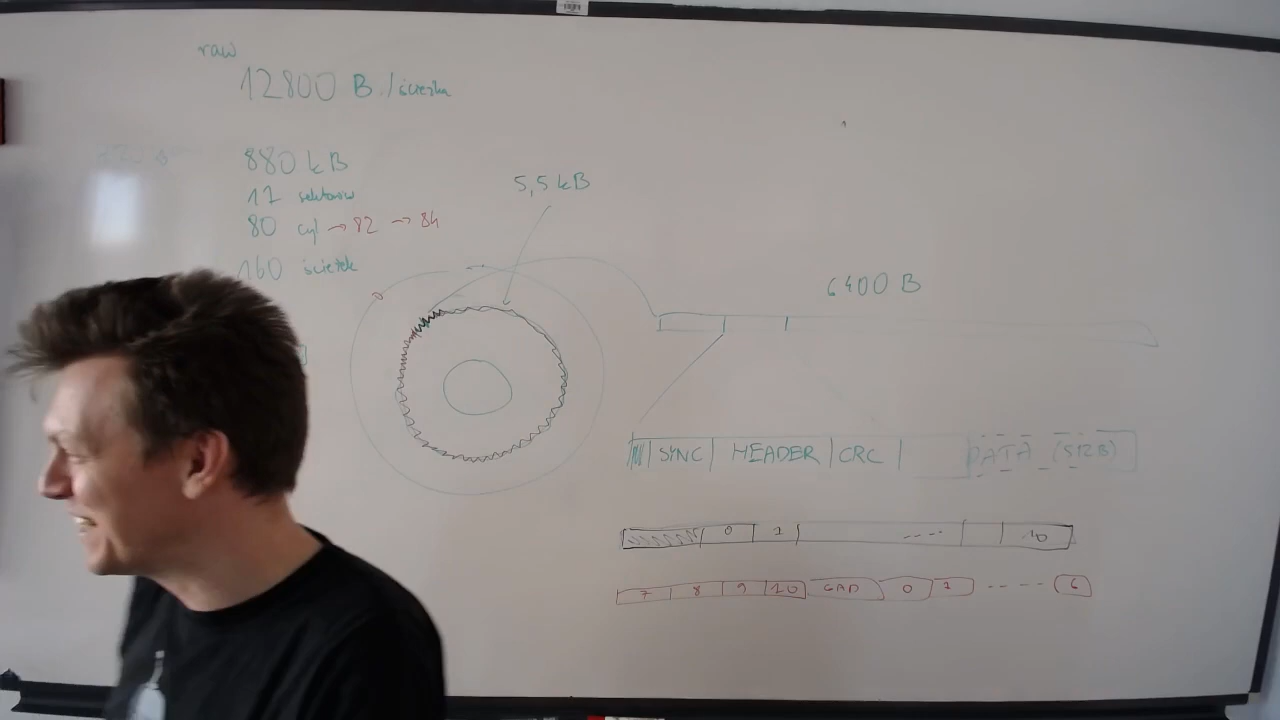 raw
12800 B /ścieżka
880 kB
5,5 kB
11 sektorów
80 cyl → 82 → 84
160 ścieżek
6400 B
SYNC HEADER CRC DATA (512B)
0 1 ---- 10
7 8 9 10 GAP 0 1 ---- 6